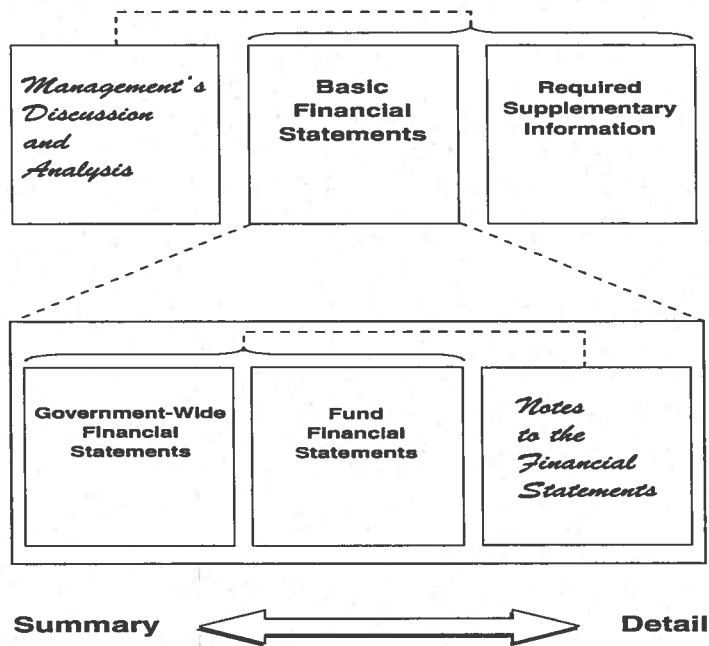 Management's
Discussion
and
Analysis
Basic
Financial
Statements
Required
Supplementary
Information
Government-Wide
Financial
Statements
Fund
Financial
Statements
Notes
to the
Financial
Statements
Summary
Detail